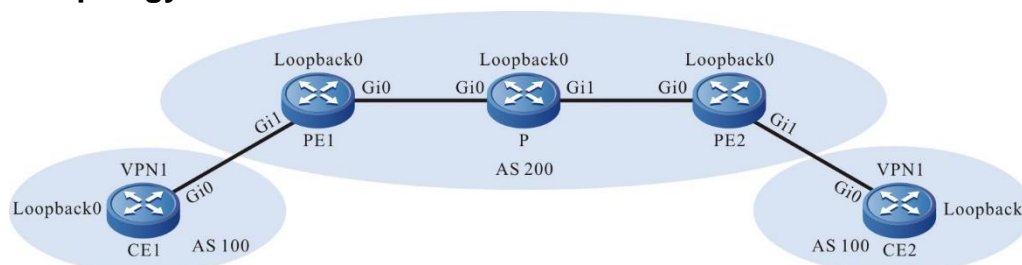 Loopback0 Loopback0 Loopback0
Gi0 Gi0 Gi1 Gi0
Gi1 PE1 P PE2 Gi1
AS 200
VPN1 VPN1
Gi0 Gi0
Loopback0 Loopback
CE1 AS 100 AS 100 CE2